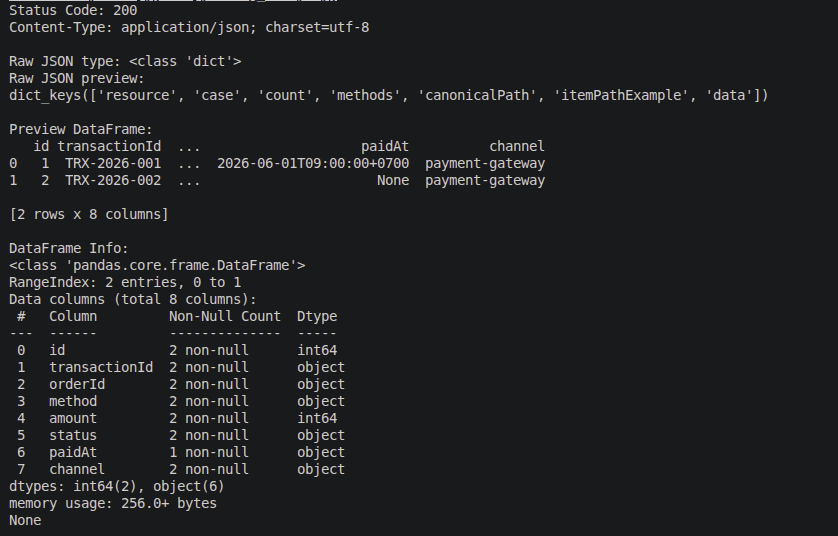 Status Code: 200
Content-Type: application/json; charset=utf-8
Raw JSON type: <class 'dict'>
Raw JSON preview:
dict_keys(['resource', 'case', 'count', 'methods', 'canonicalPath', 'itemPathExample', 'data'])
Preview DataFrame:
   id transactionId  ...                    paidAt          channel
0   1  TRX-2026-001  ...  2026-06-01T09:00:00+0700  payment-gateway
1   2  TRX-2026-002  ...                      None  payment-gateway
[2 rows x 8 columns]
DataFrame Info:
<class 'pandas.core.frame.DataFrame'>
RangeIndex: 2 entries, 0 to 1
Data columns (total 8 columns):
 #   Column         Non-Null Count  Dtype
---  ------         --------------  -----
 0   id             2 non-null      int64
 1   transactionId  2 non-null      object
 2   orderId        2 non-null      object
 3   method         2 non-null      object
 4   amount         2 non-null      int64
 5   status         2 non-null      object
 6   paidAt         1 non-null      object
 7   channel        2 non-null      object
dtypes: int64(2), object(6)
memory usage: 256.0+ bytes
None